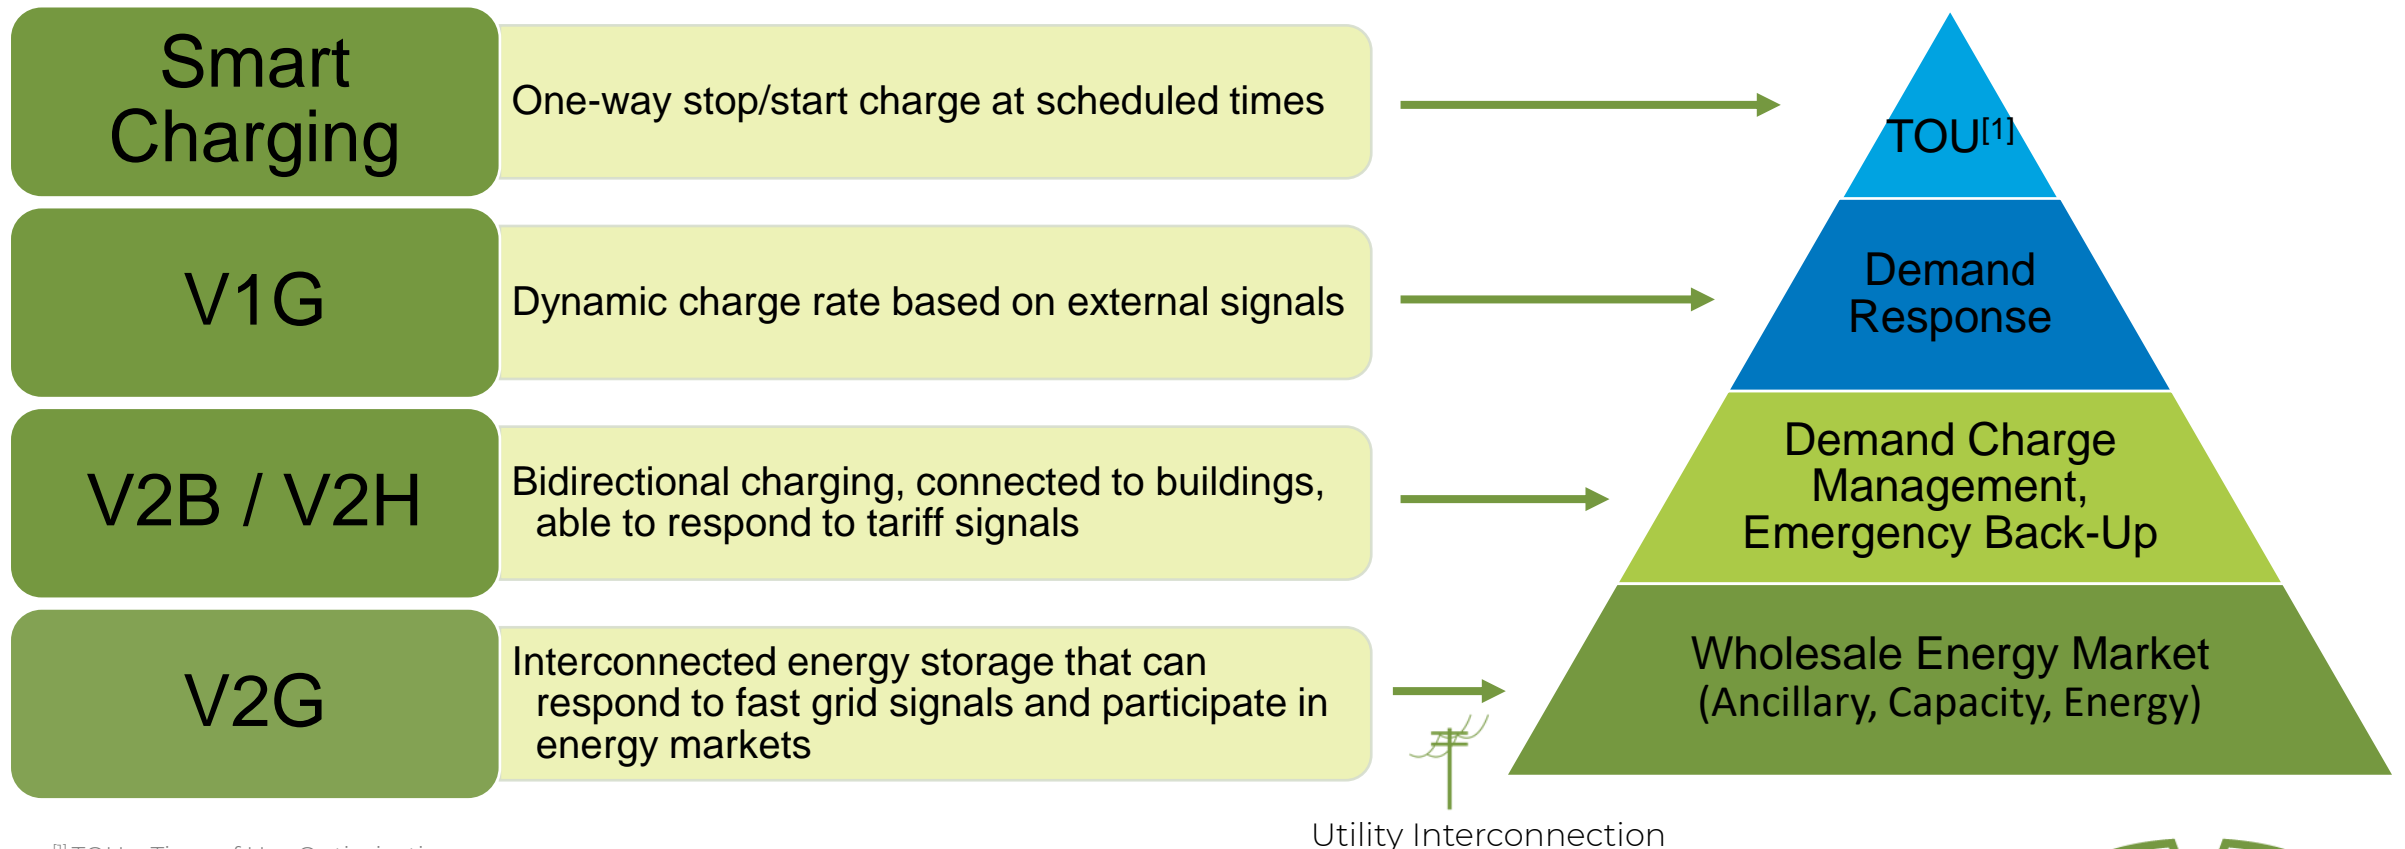 Smart
Charging
One-way stop/start charge at scheduled times
TOU[1]
V1G
Dynamic charge rate based on external signals
Demand
Response
V2B / V2H
Bidirectional charging, connected to buildings,
able to respond to tariff signals
Demand Charge
Management,
Emergency Back-Up
V2G
Interconnected energy storage that can
respond to fast grid signals and participate in
energy markets
Wholesale Energy Market
(Ancillary, Capacity, Energy)
Utility Interconnection